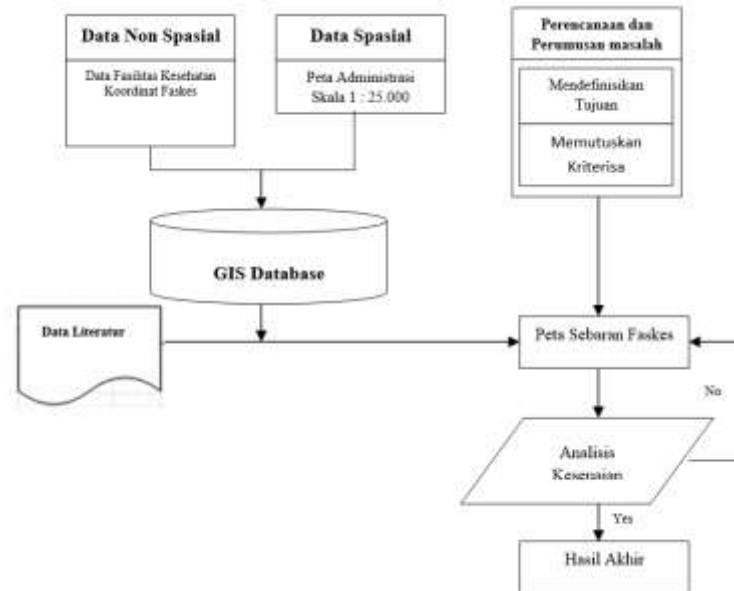 Data Non Spasial
Data Fasilitas Kesehatan
Koordinat Faskes
Data Spasial
Peta Administrasi
Skala 1 : 25.000
Perencanaan dan
Perumusan masalah
Mendefinisikan
Tujuan
Memutuskan
Kriterisa
GIS Database
Data Literatur
Peta Sebaran Faskes
No
Analisis
Kesesuaian
Yes
Hasil Akhir